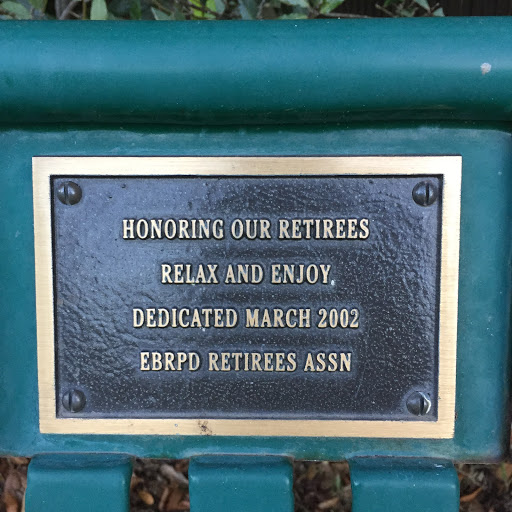 HONORING OUR RETIREES
RELAX AND ENJOY
DEDICATED MARCH 2002
EBRPD RETIREES ASSN